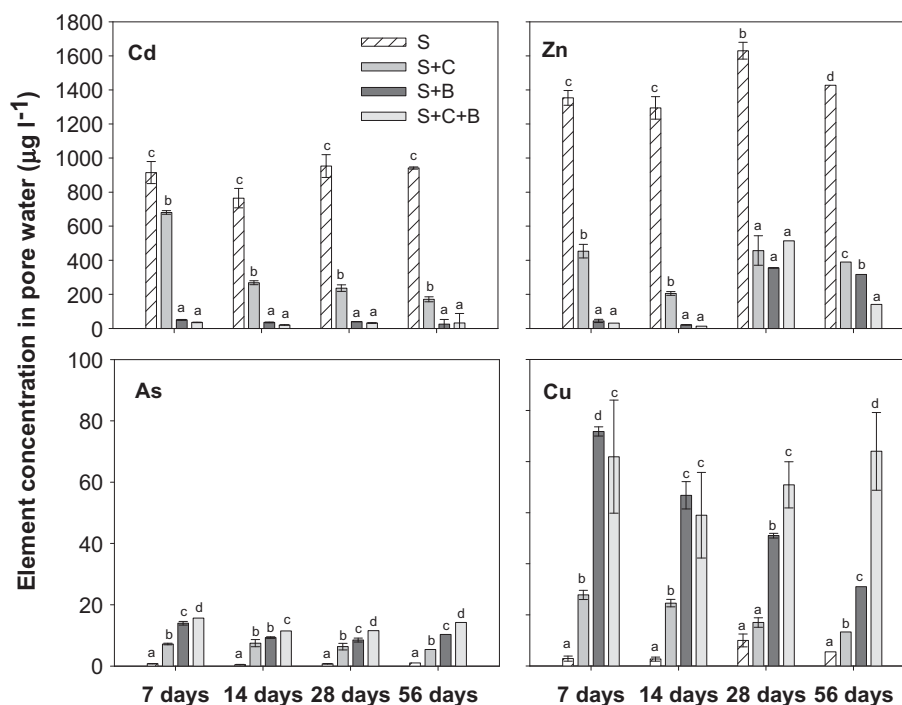 Element concentration in pore water (µg l⁻¹)
1800
1600
1400
1200
1000
800
600
400
200
0
Cd
S
S+C
S+B
S+C+B
c
b
a
a
c
b
a
a
c
b
a
a
c
b
a
a
Zn
c
b
a
a
c
b
a
a
b
a
a
a
d
c
b
a
100
80
60
40
20
0
As
a
b
c
d
a
b
b
c
a
b
c
d
a
b
c
d
Cu
a
b
d
c
a
b
c
c
a
a
b
c
a
b
c
d
7 days 14 days 28 days 56 days
7 days 14 days 28 days 56 days